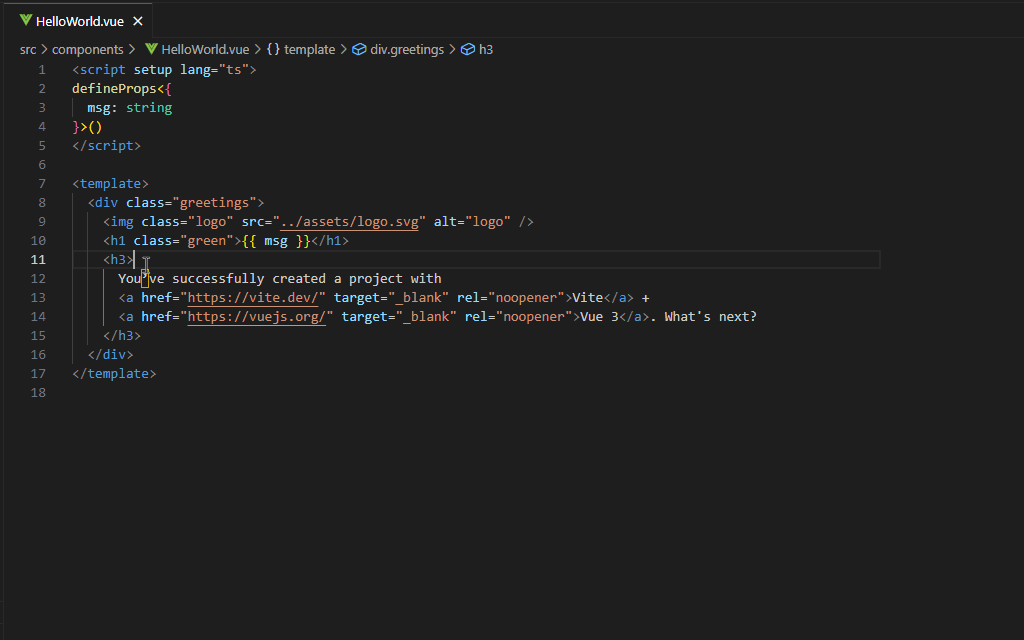 HelloWorld.vue
src > components > HelloWorld.vue > {} template > div.greetings > h3
1 <script setup lang="ts">
2 defineProps<{
3 msg: string
4 }>()
5 </script>
6
7 <template>
8 <div class="greetings">
9 <img class="logo" src="../assets/logo.svg" alt="logo" />
10 <h1 class="green">{{ msg }}</h1>
11 <h3>
12 You’ve successfully created a project with
13 <a href="https://vite.dev/" target="_blank" rel="noopener">Vite</a> +
14 <a href="https://vuejs.org/" target="_blank" rel="noopener">Vue 3</a>. What's next?
15 </h3>
16 </div>
17 </template>
18